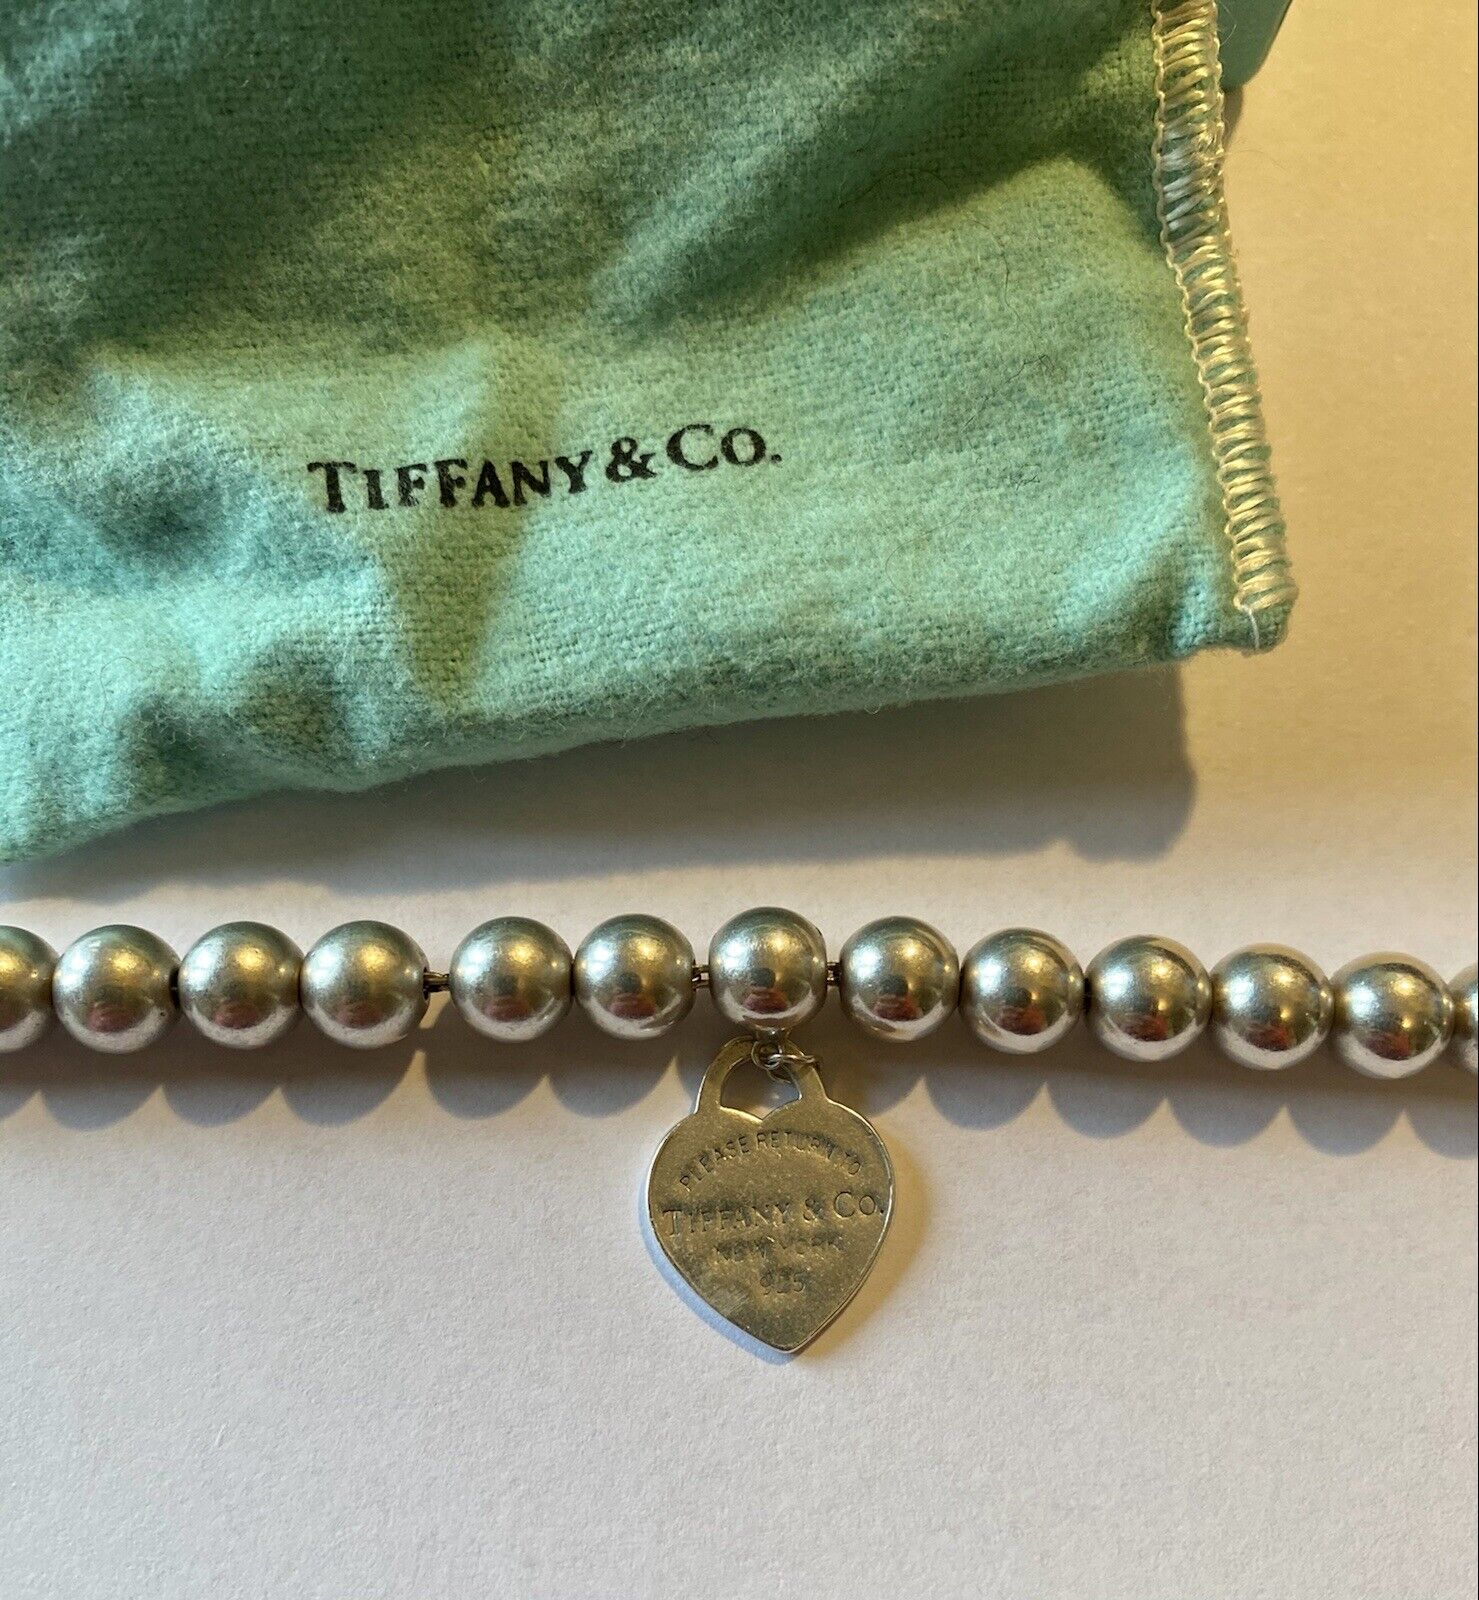 TIFFANY & CO.
PLEASE RETURN TO
TIFFANY & CO.
NEW YORK
925